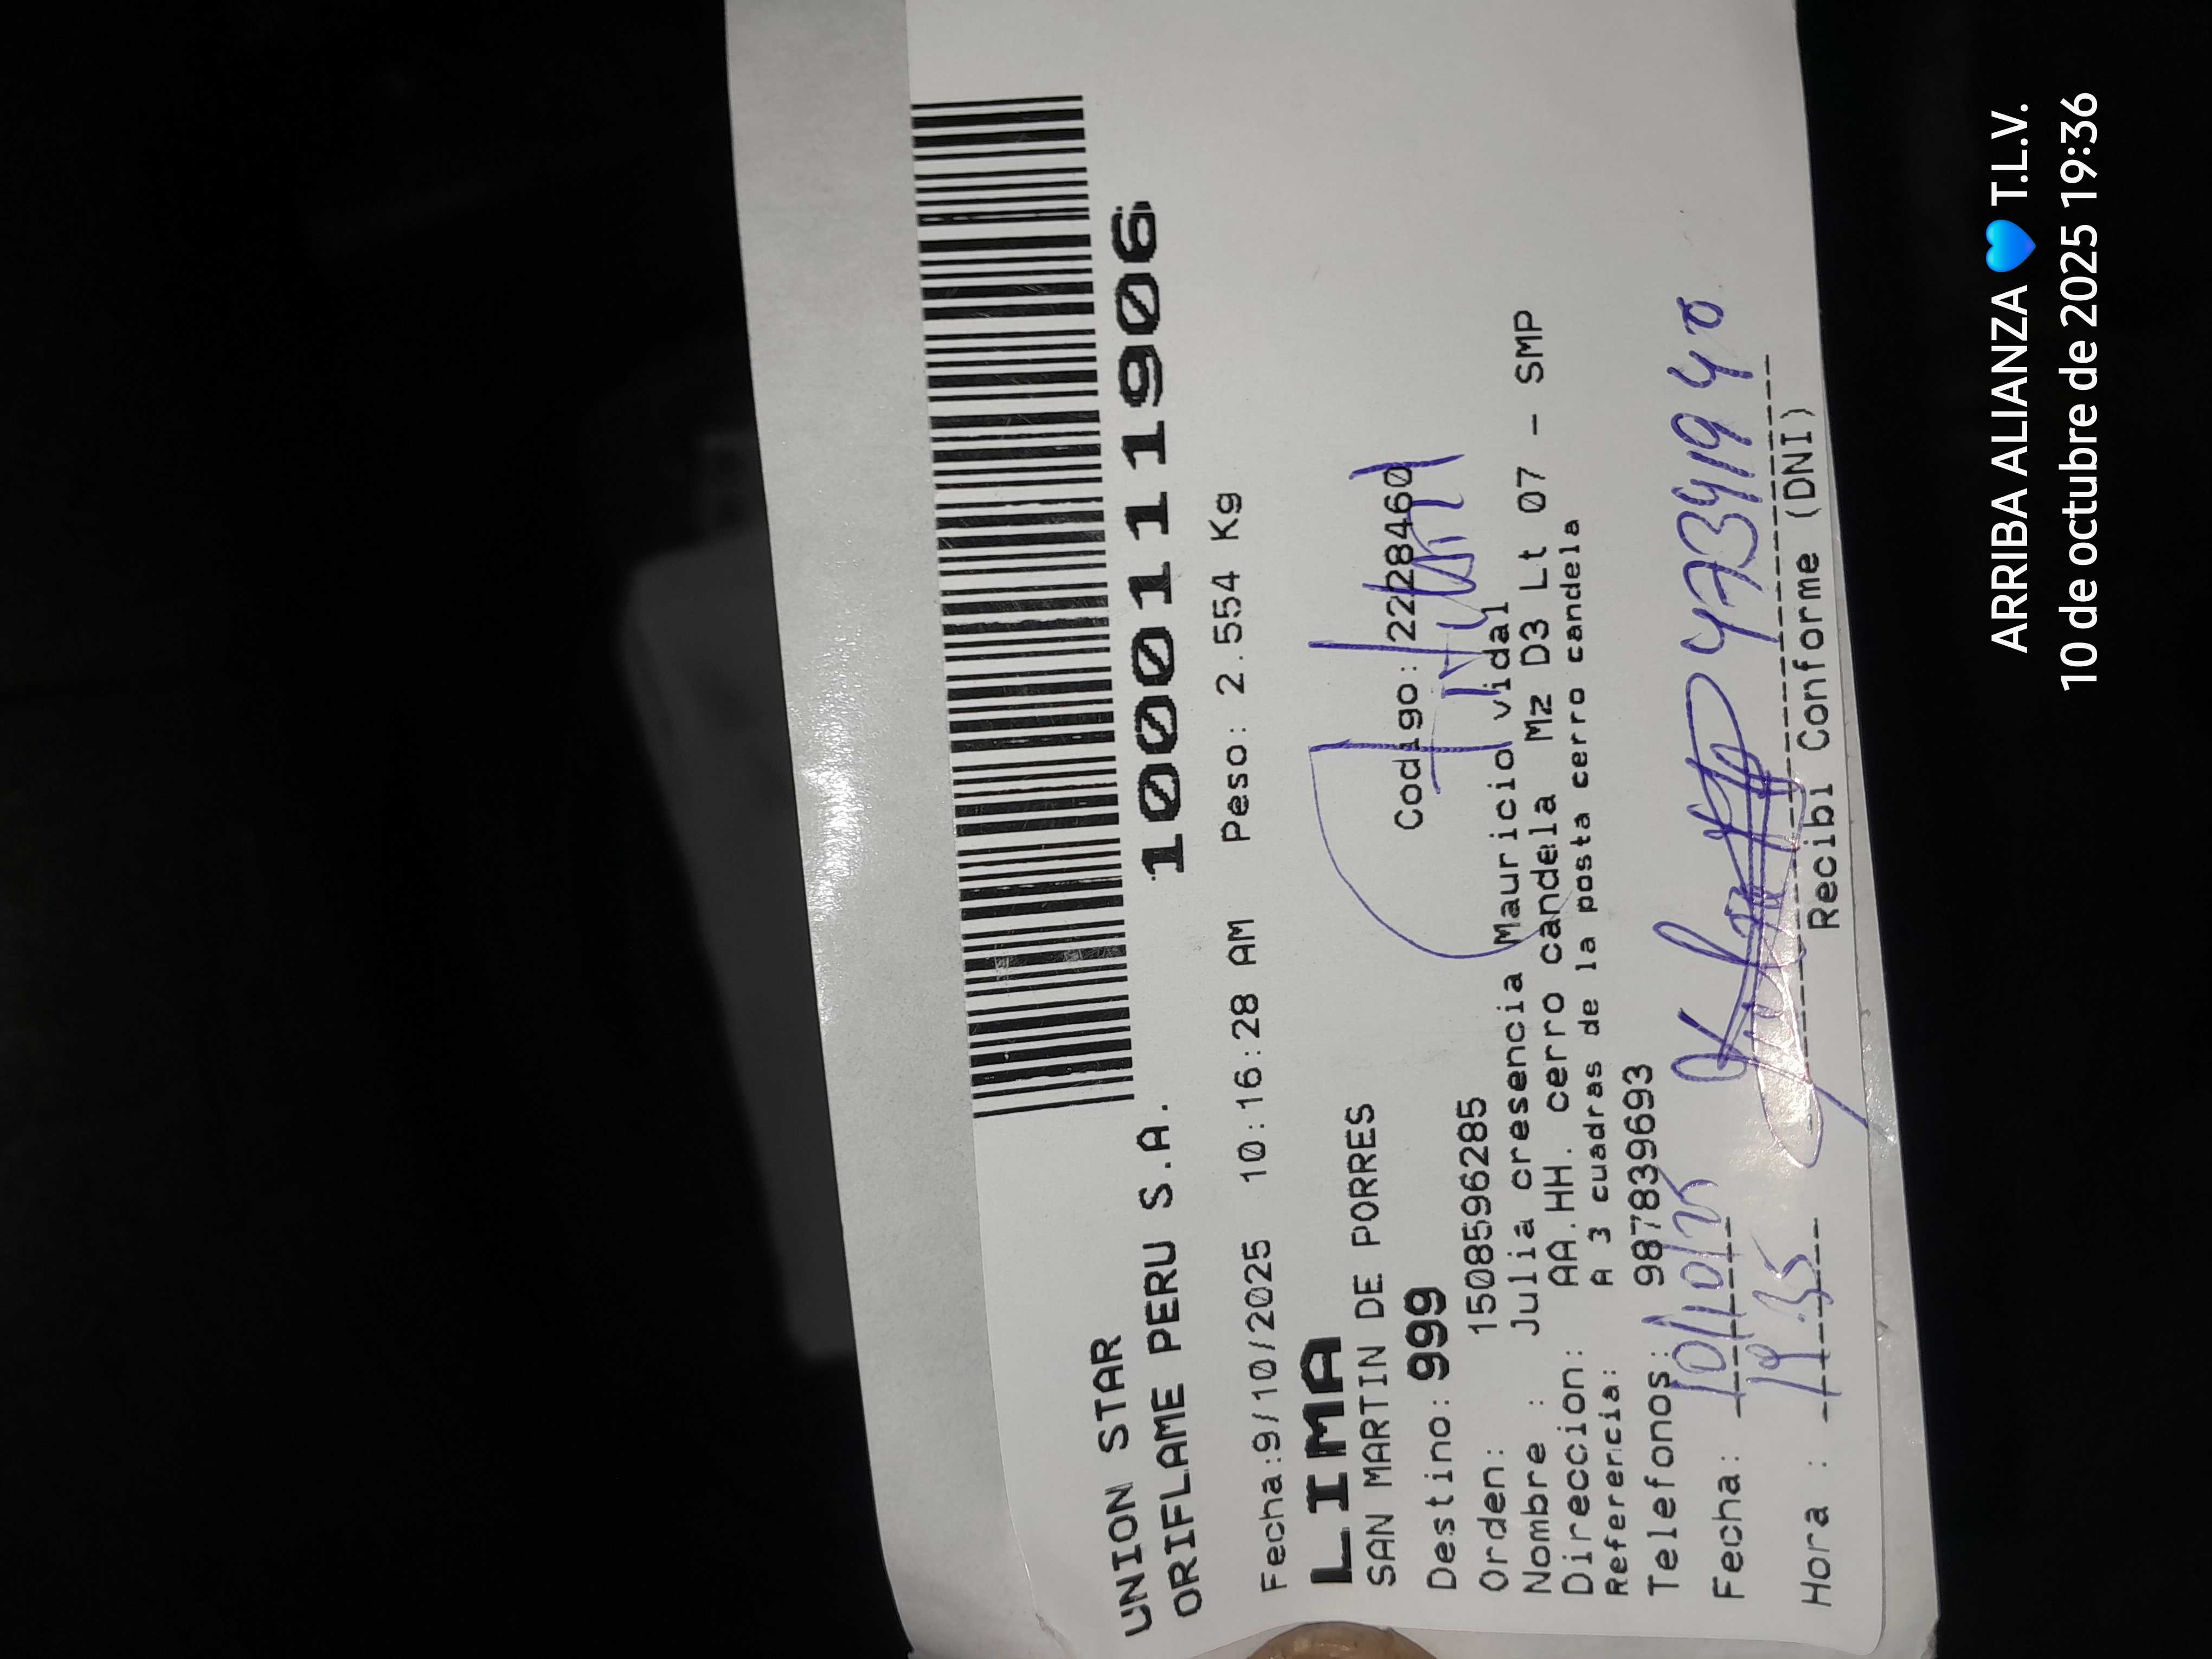 UNION STAR
ORIFLAME PERU S.A.
1000111906
Fecha:9/10/2025 10:16:28 AM Peso: 2.554 Kg
LIMA
SAN MARTIN DE PORRES
Destino: 999 Codigo: 22284460
Orden: 1508596285
Nombre : Julia cresencia Mauricio vidal
Direccion: AA.HH. cerro candela Mz D3 Lt 07 - SMP
Referencia: A 3 cuadras de la posta cerro candela
Telefonos: 987839693
Fecha: 10/10/25
47341940
Hora : 19:35
Recibi Conforme (DNI)
ARRIBA ALIANZA 💙 T.L.V.
10 de octubre de 2025 19:36